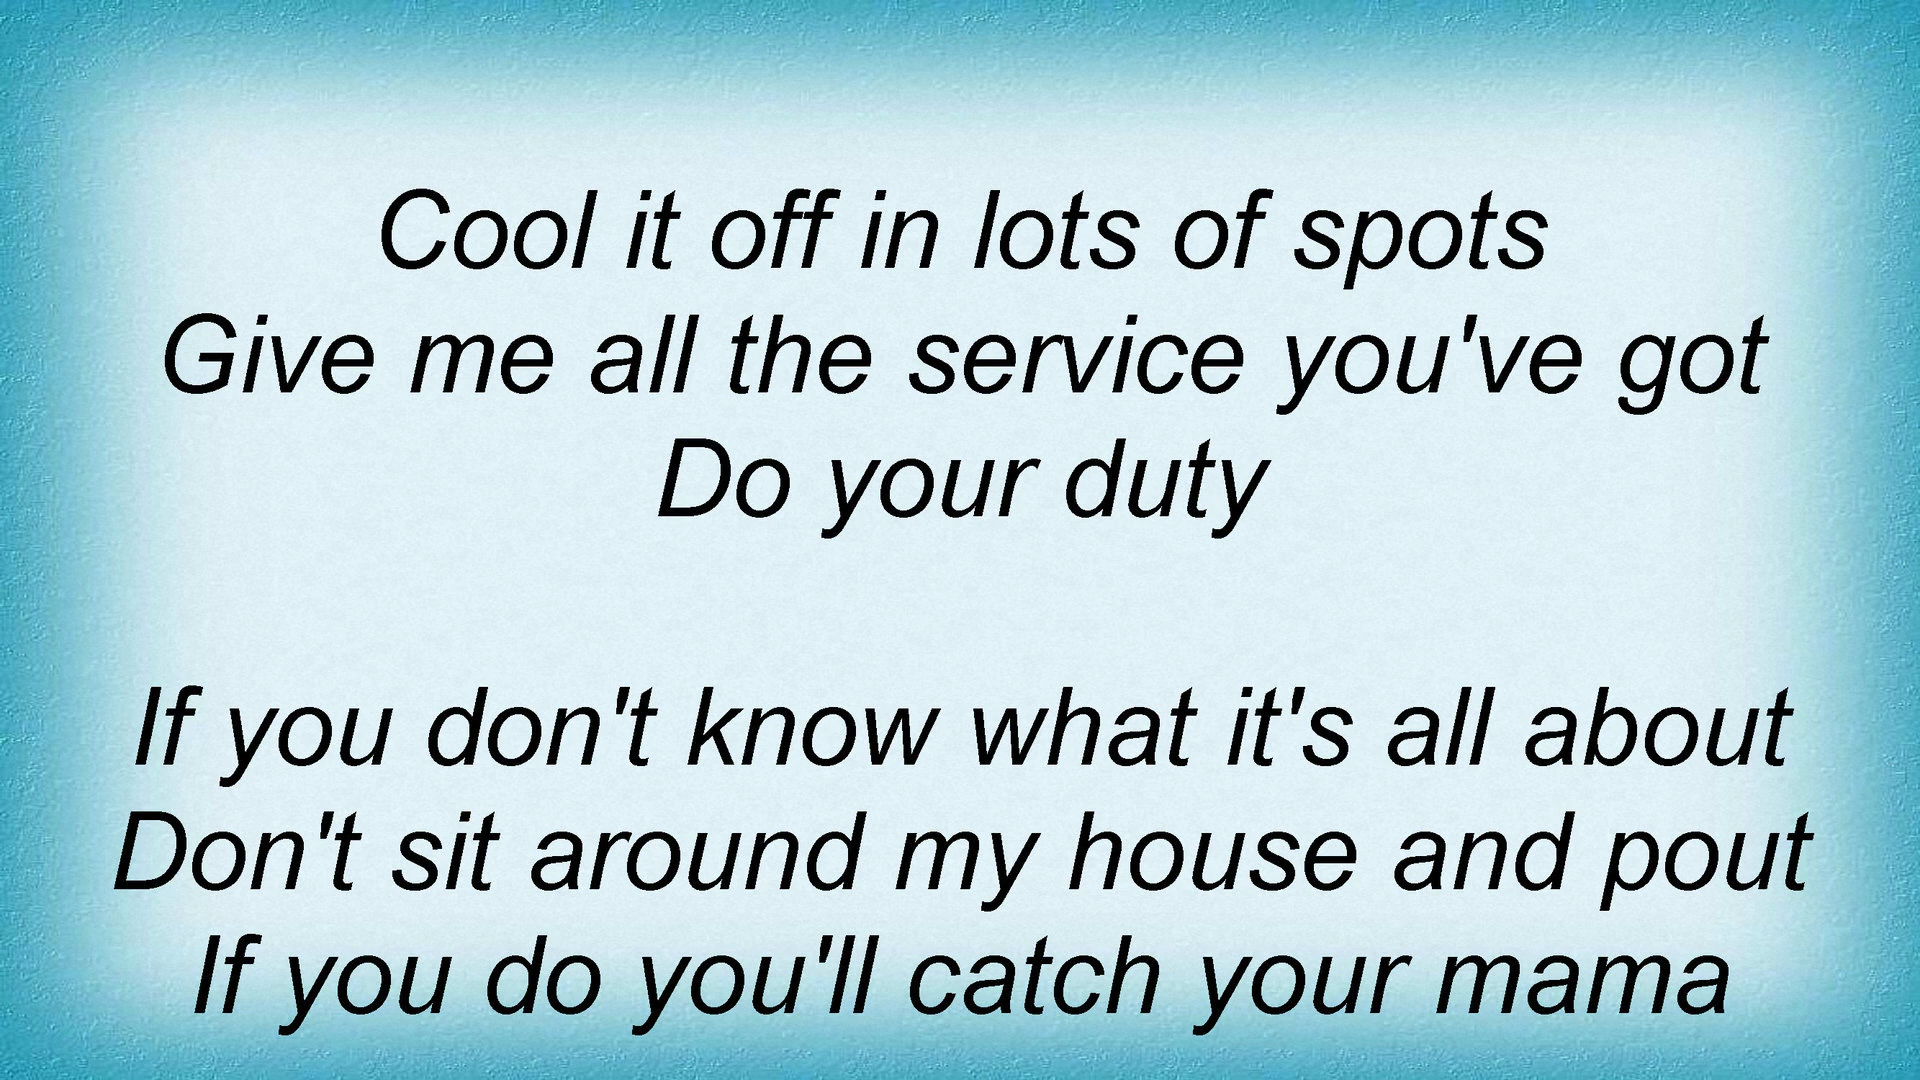 Cool it off in lots of spots
Give me all the service you've got
Do your duty
If you don't know what it's all about
Don't sit around my house and pout
If you do you'll catch your mama